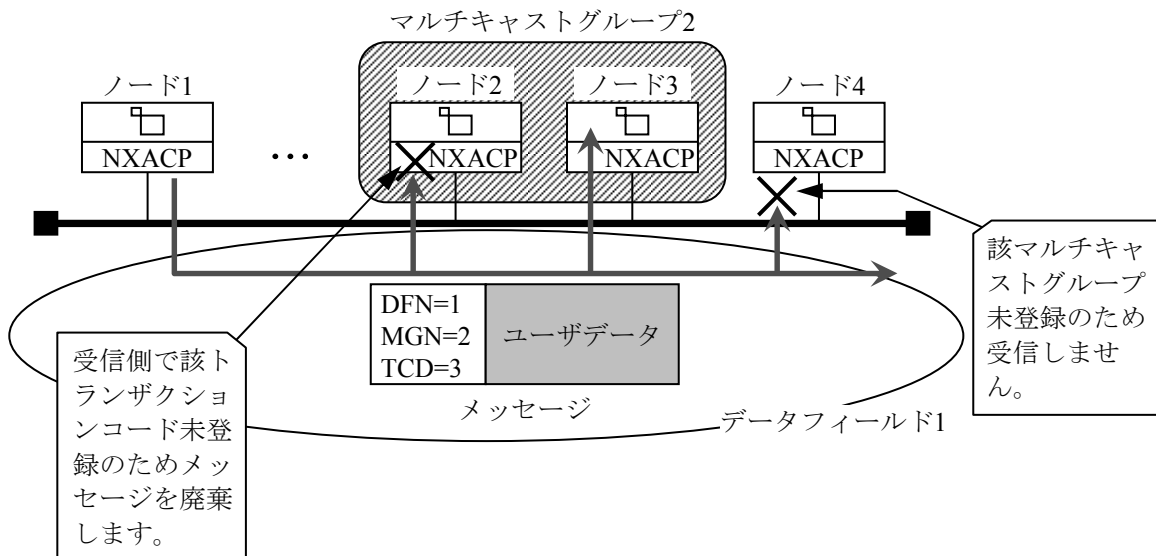 マルチキャストグループ2
ノード1
ノード2
ノード3
ノード4
NXACP
…
NXACP
NXACP
NXACP
DFN=1
MGN=2
TCD=3
ユーザデータ
メッセージ
データフィールド1
受信側で該ト
ランザクショ
ンコード未登
録のためメッ
セージを廃棄
します。
該マルチキャ
ストグループ
未登録のため
受信しませ
ん。